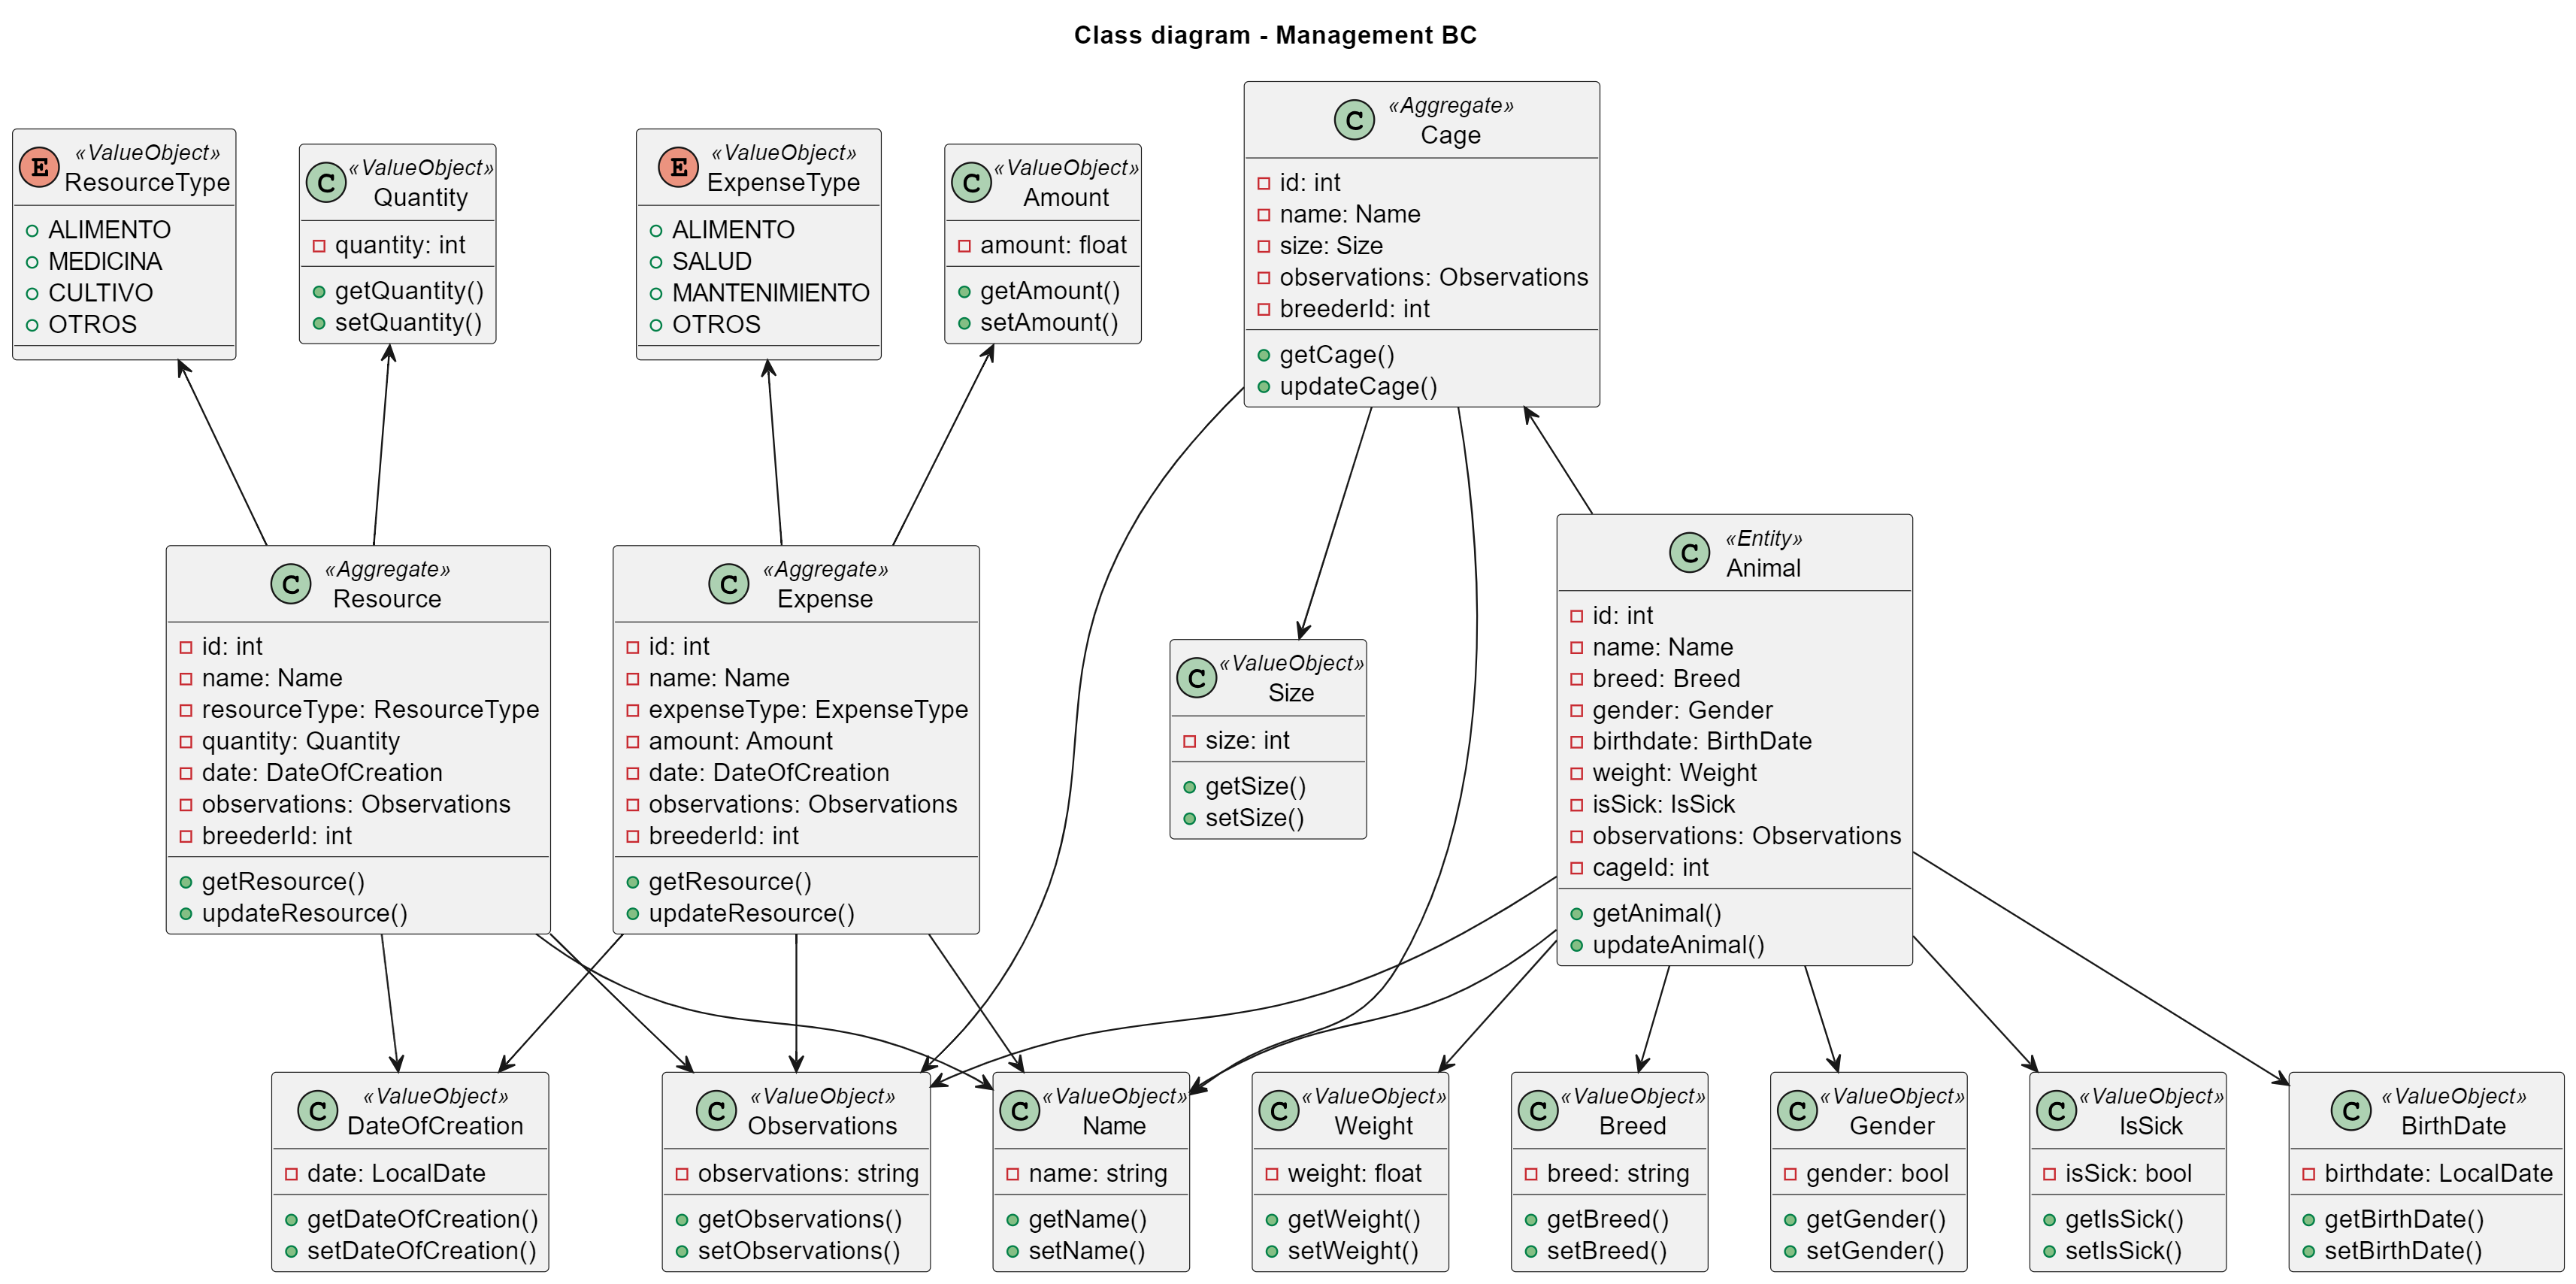 Class diagram - Management BC
E
«ValueObject»
ResourceType
ALIMENTO
MEDICINA
CULTIVO
OTROS
C
«ValueObject»
Quantity
quantity: int
getQuantity()
setQuantity()
E
«ValueObject»
ExpenseType
ALIMENTO
SALUD
MANTENIMIENTO
OTROS
C
«ValueObject»
Amount
amount: float
getAmount()
setAmount()
C
«Aggregate»
Cage
id: int
name: Name
size: Size
observations: Observations
breederId: int
getCage()
updateCage()
C
«Aggregate»
Resource
id: int
name: Name
resourceType: ResourceType
quantity: Quantity
date: DateOfCreation
observations: Observations
breederId: int
getResource()
updateResource()
C
«Aggregate»
Expense
id: int
name: Name
expenseType: ExpenseType
amount: Amount
date: DateOfCreation
observations: Observations
breederId: int
getResource()
updateResource()
C
«ValueObject»
Size
size: int
getSize()
setSize()
C
«Entity»
Animal
id: int
name: Name
breed: Breed
gender: Gender
birthdate: BirthDate
weight: Weight
isSick: IsSick
observations: Observations
cageId: int
getAnimal()
updateAnimal()
C
«ValueObject»
DateOfCreation
date: LocalDate
getDateOfCreation()
setDateOfCreation()
C
«ValueObject»
Observations
observations: string
getObservations()
setObservations()
C
«ValueObject»
Name
name: string
getName()
setName()
C
«ValueObject»
Weight
weight: float
getWeight()
setWeight()
C
«ValueObject»
Breed
breed: string
getBreed()
setBreed()
C
«ValueObject»
Gender
gender: bool
getGender()
setGender()
C
«ValueObject»
IsSick
isSick: bool
getIsSick()
setIsSick()
C
«ValueObject»
BirthDate
birthdate: LocalDate
getBirthDate()
setBirthDate()